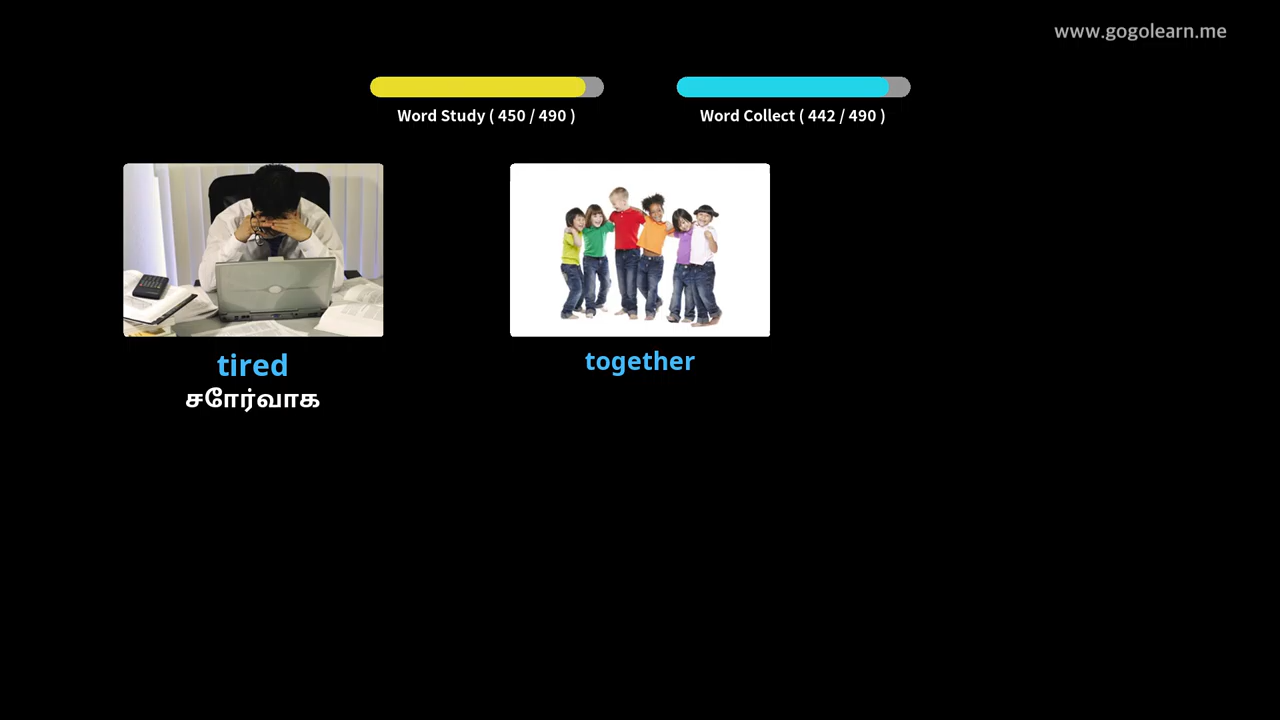 www.gogolearn.me
Word Study ( 450 / 490 )
Word Collect ( 442 / 490 )
tired
சோர்வாக
together